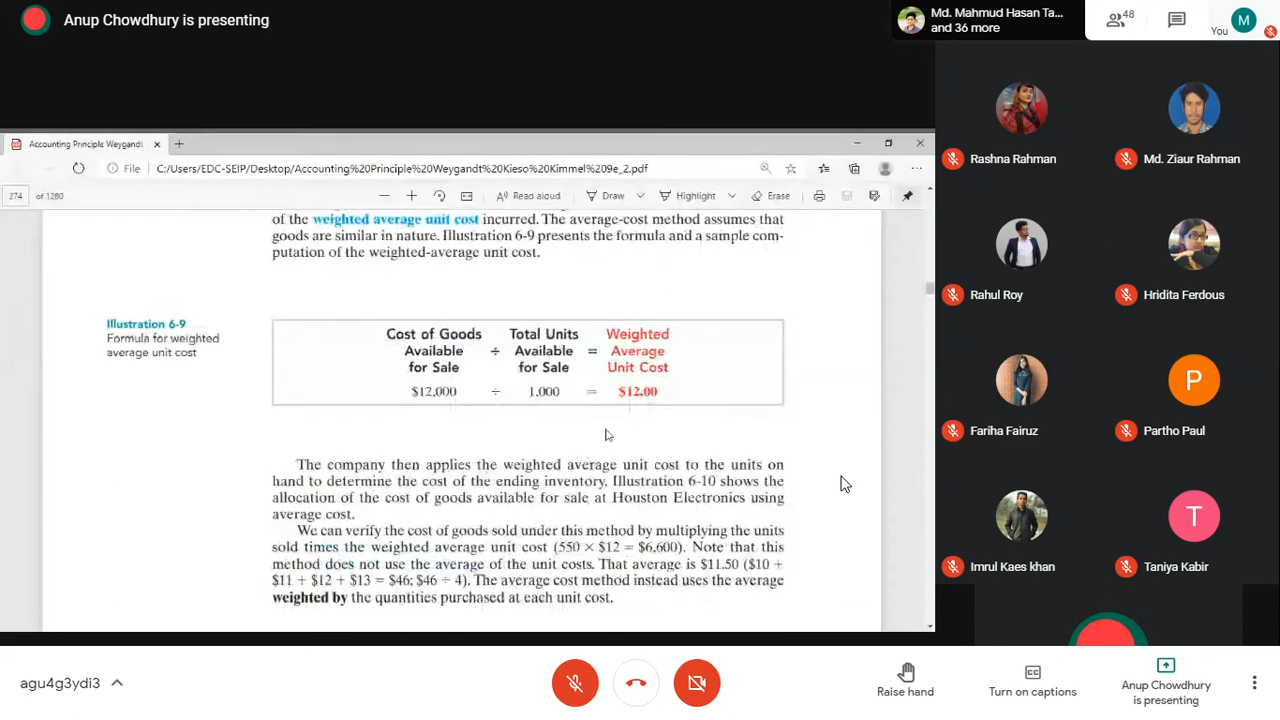 Anup Chowdhury is presenting
Md. Mahmud Hasan Ta...
and 36 more
48
You
M
Accounting Principle Weygandt
File
C:/Users/EDC-SEIP/Desktop/Accounting%20Principle%20Weygandt%20Kieso%20Kimmel%209e_2.pdf
274 of 1280
Read aloud
Draw
Highlight
Erase
of the weighted average unit cost incurred. The average-cost method assumes that
goods are similar in nature. Illustration 6-9 presents the formula and a sample com-
putation of the weighted-average unit cost.
Illustration 6-9
Formula for weighted
average unit cost
Cost of Goods Total Units Weighted
Available ÷ Available = Average
for Sale for Sale Unit Cost
$12,000 ÷ 1,000 = $12.00
The company then applies the weighted average unit cost to the units on
hand to determine the cost of the ending inventory. Illustration 6-10 shows the
allocation of the cost of goods available for sale at Houston Electronics using
average cost.
We can verify the cost of goods sold under this method by multiplying the units
sold times the weighted average unit cost (550 × $12 = $6,600). Note that this
method does not use the average of the unit costs. That average is $11.50 ($10 +
$11 + $12 + $13 = $46; $46 ÷ 4). The average cost method instead uses the average
weighted by the quantities purchased at each unit cost.
Rashna Rahman
Md. Ziaur Rahman
Rahul Roy
Hridita Ferdous
Fariha Fairuz
P
Partho Paul
Imrul Kaes khan
T
Taniya Kabir
agu4g3ydi3
Raise hand
CC
Turn on captions
Anup Chowdhury
is presenting